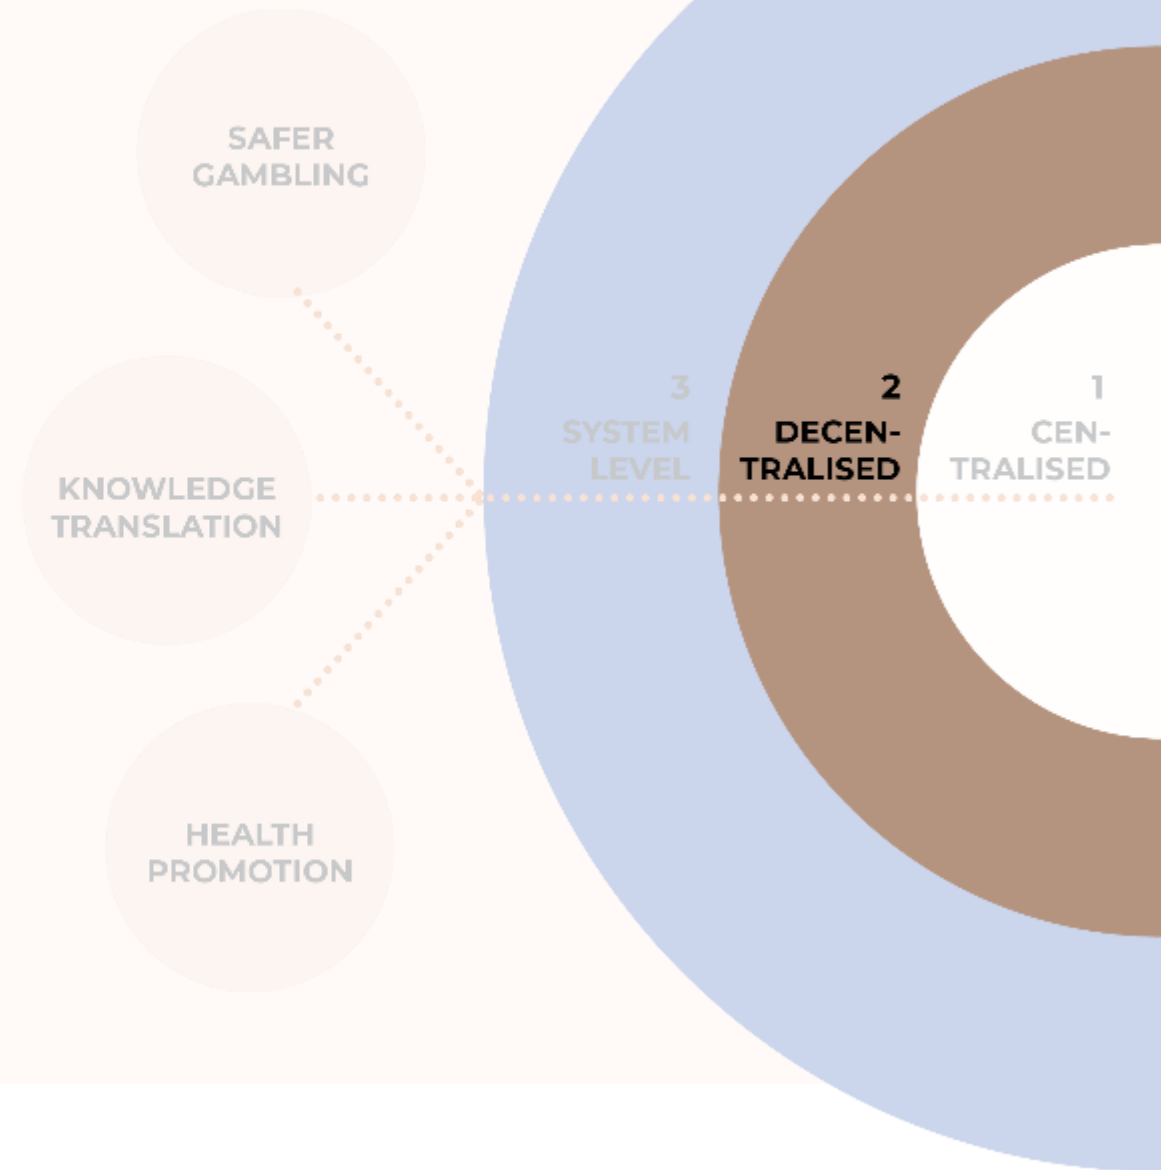 SAFER
GAMBLING
KNOWLEDGE
TRANSLATION
HEALTH
PROMOTION
3
SYSTEM
LEVEL
2
DECEN-
TRALISED
1
CEN-
TRALISED